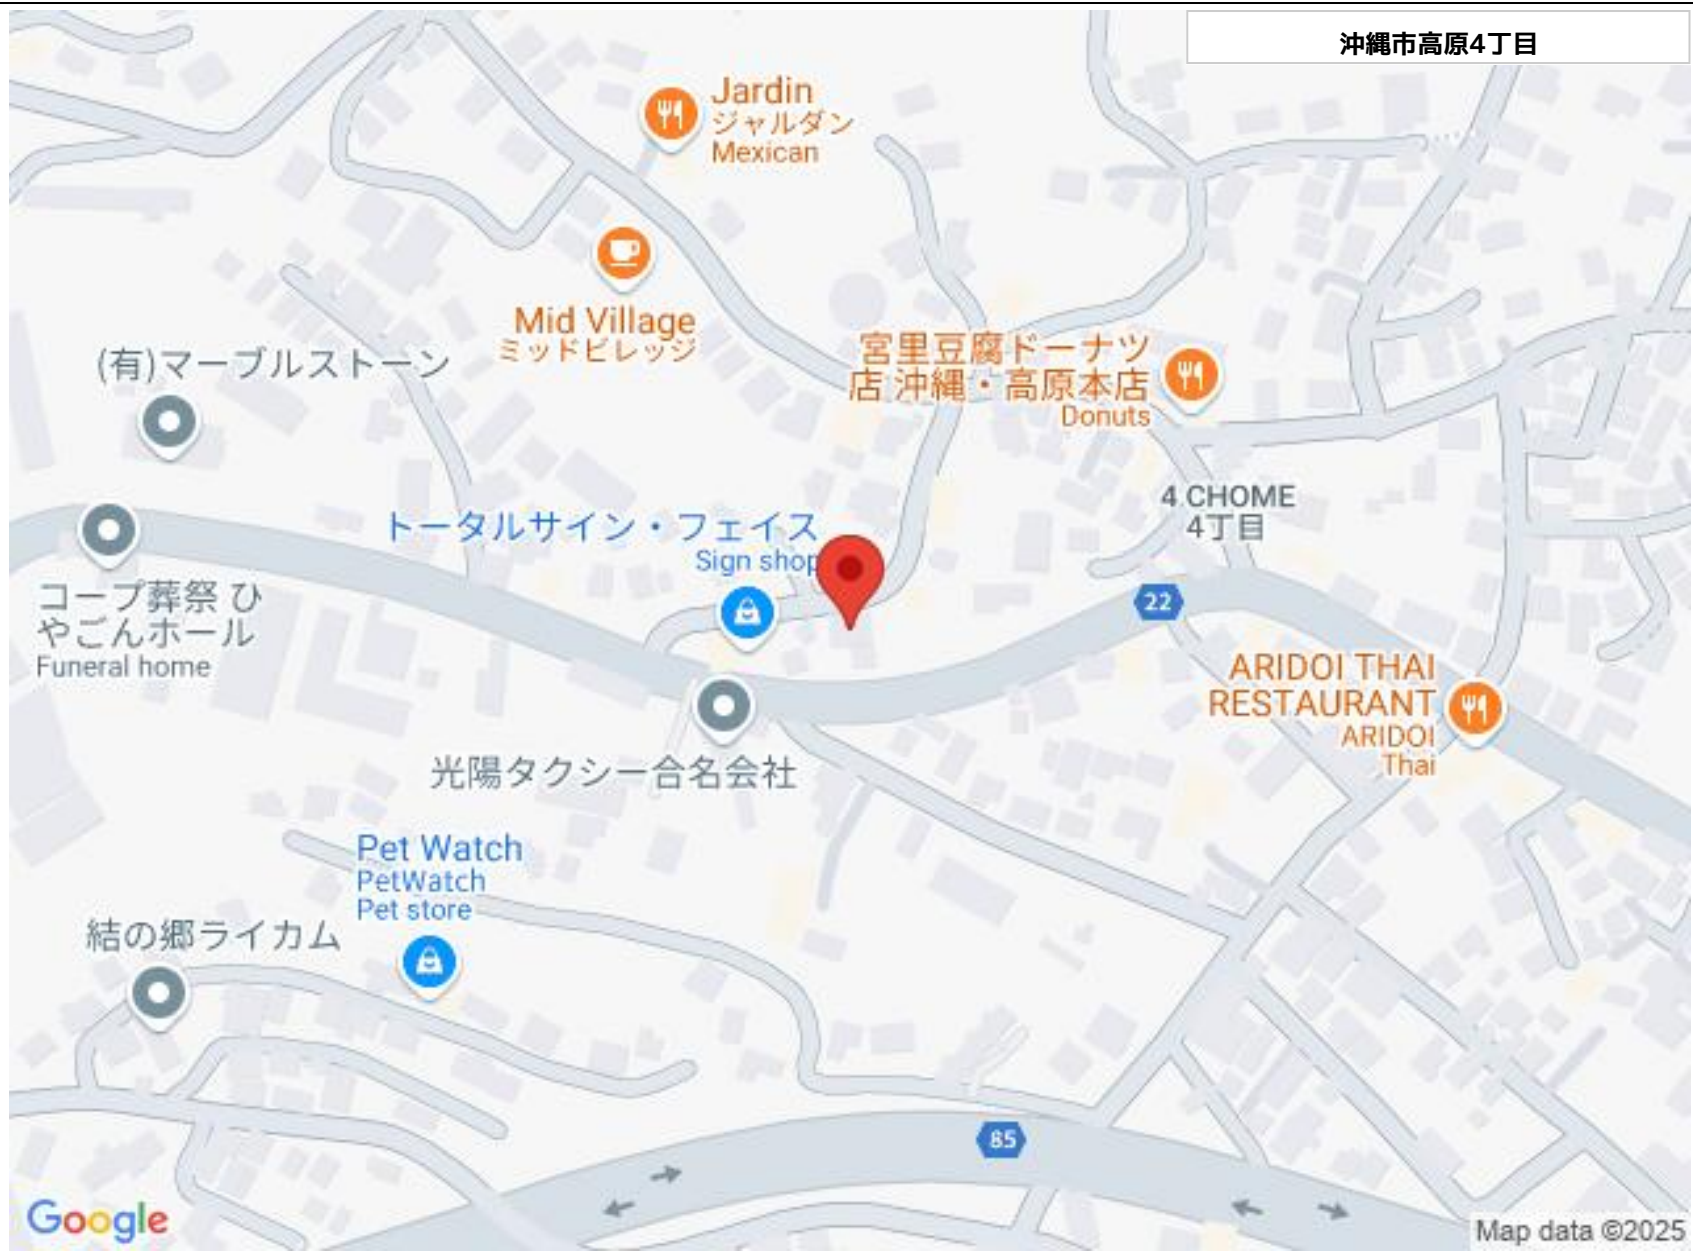 沖縄市高原4丁目
Jardin
ジャルダン
Mexican
Mid Village
ミッドビレッジ
(有)マーブルストーン
宮里豆腐ドーナツ
店 沖縄・高原本店
Donuts
4 CHOME
4丁目
トータルサイン・フェイス
Sign shop
22
コープ葬祭 ひ
やごんホール
Funeral home
ARIDOI THAI
RESTAURANT
ARIDOI
Thai
光陽タクシー合名会社
Pet Watch
PetWatch
Pet store
結の郷ライカム
85
Google
Map data ©2025